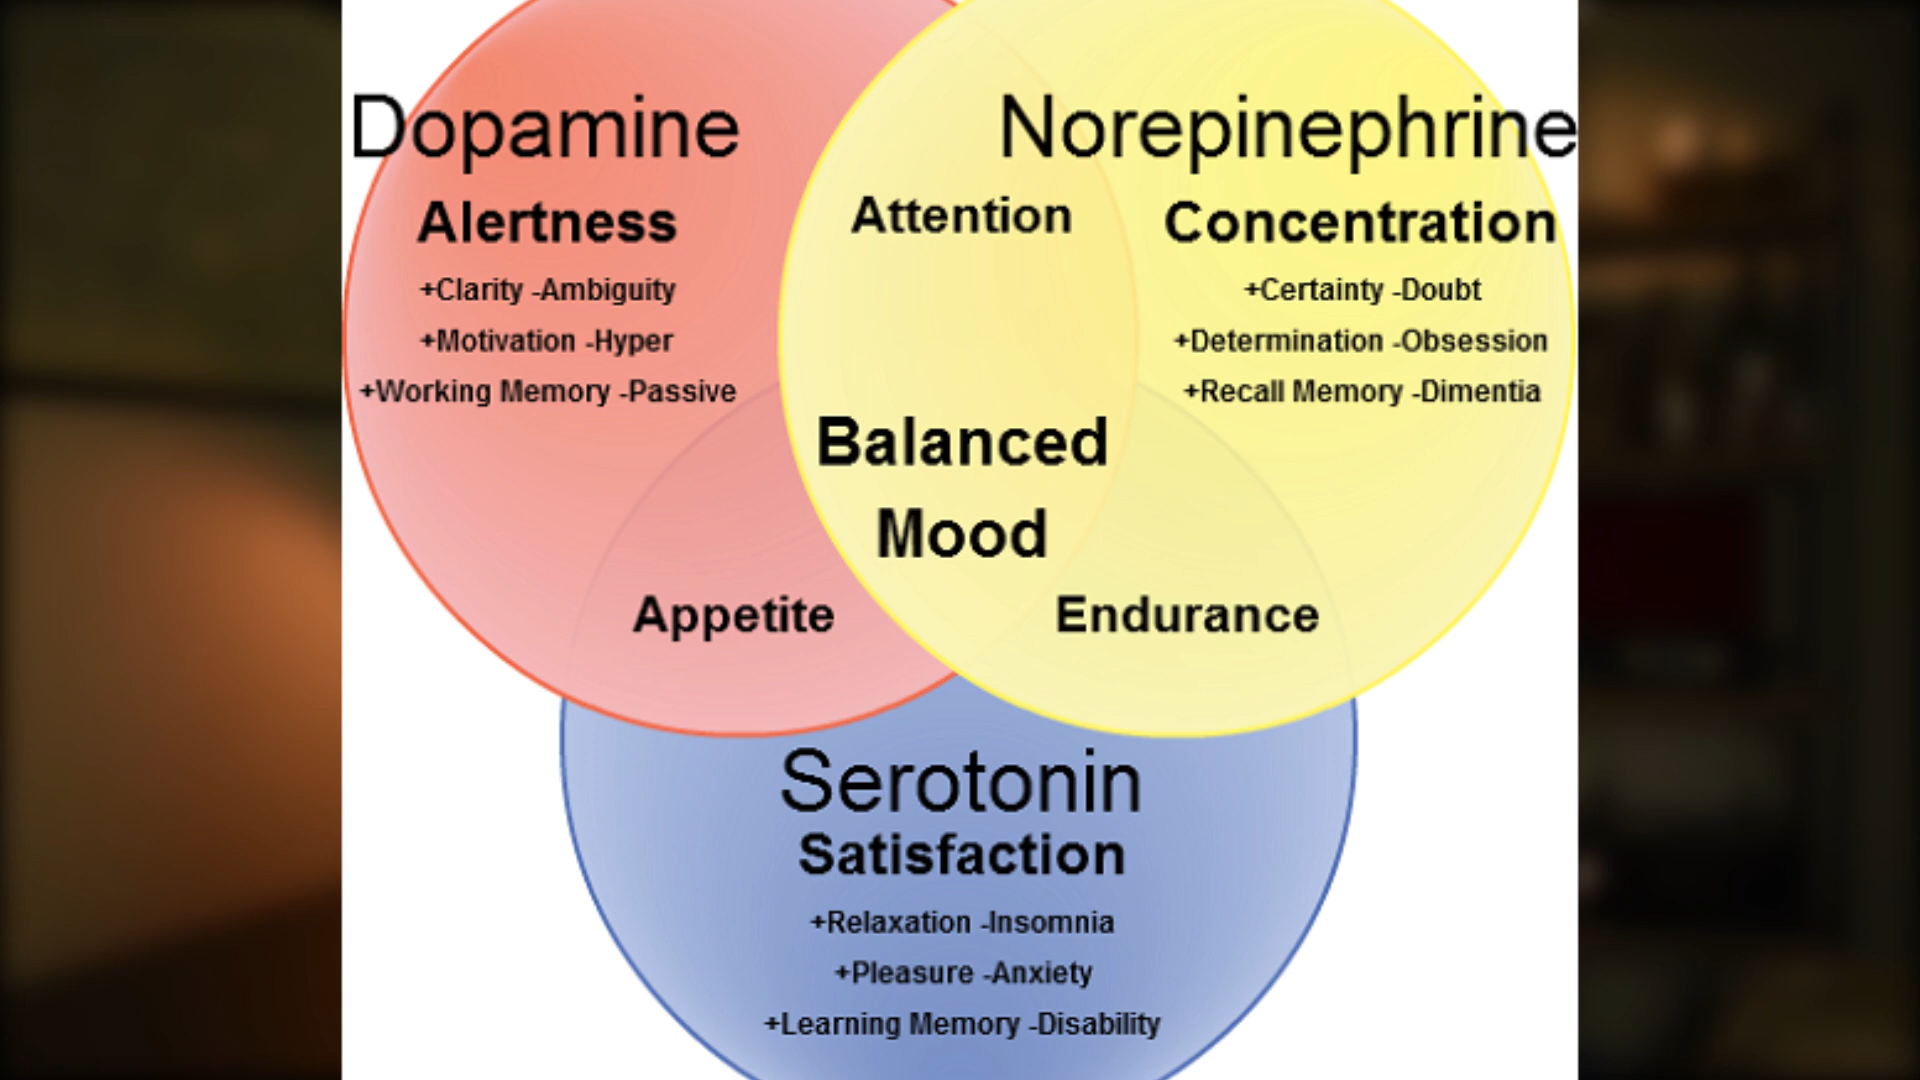 Dopamine
Alertness
+Clarity -Ambiguity
+Motivation -Hyper
+Working Memory -Passive
Attention
Norepinephrine
Concentration
+Certainty -Doubt
+Determination -Obsession
+Recall Memory -Dimentia
Balanced
Mood
Appetite
Endurance
Serotonin
Satisfaction
+Relaxation -Insomnia
+Pleasure -Anxiety
+Learning Memory -Disability